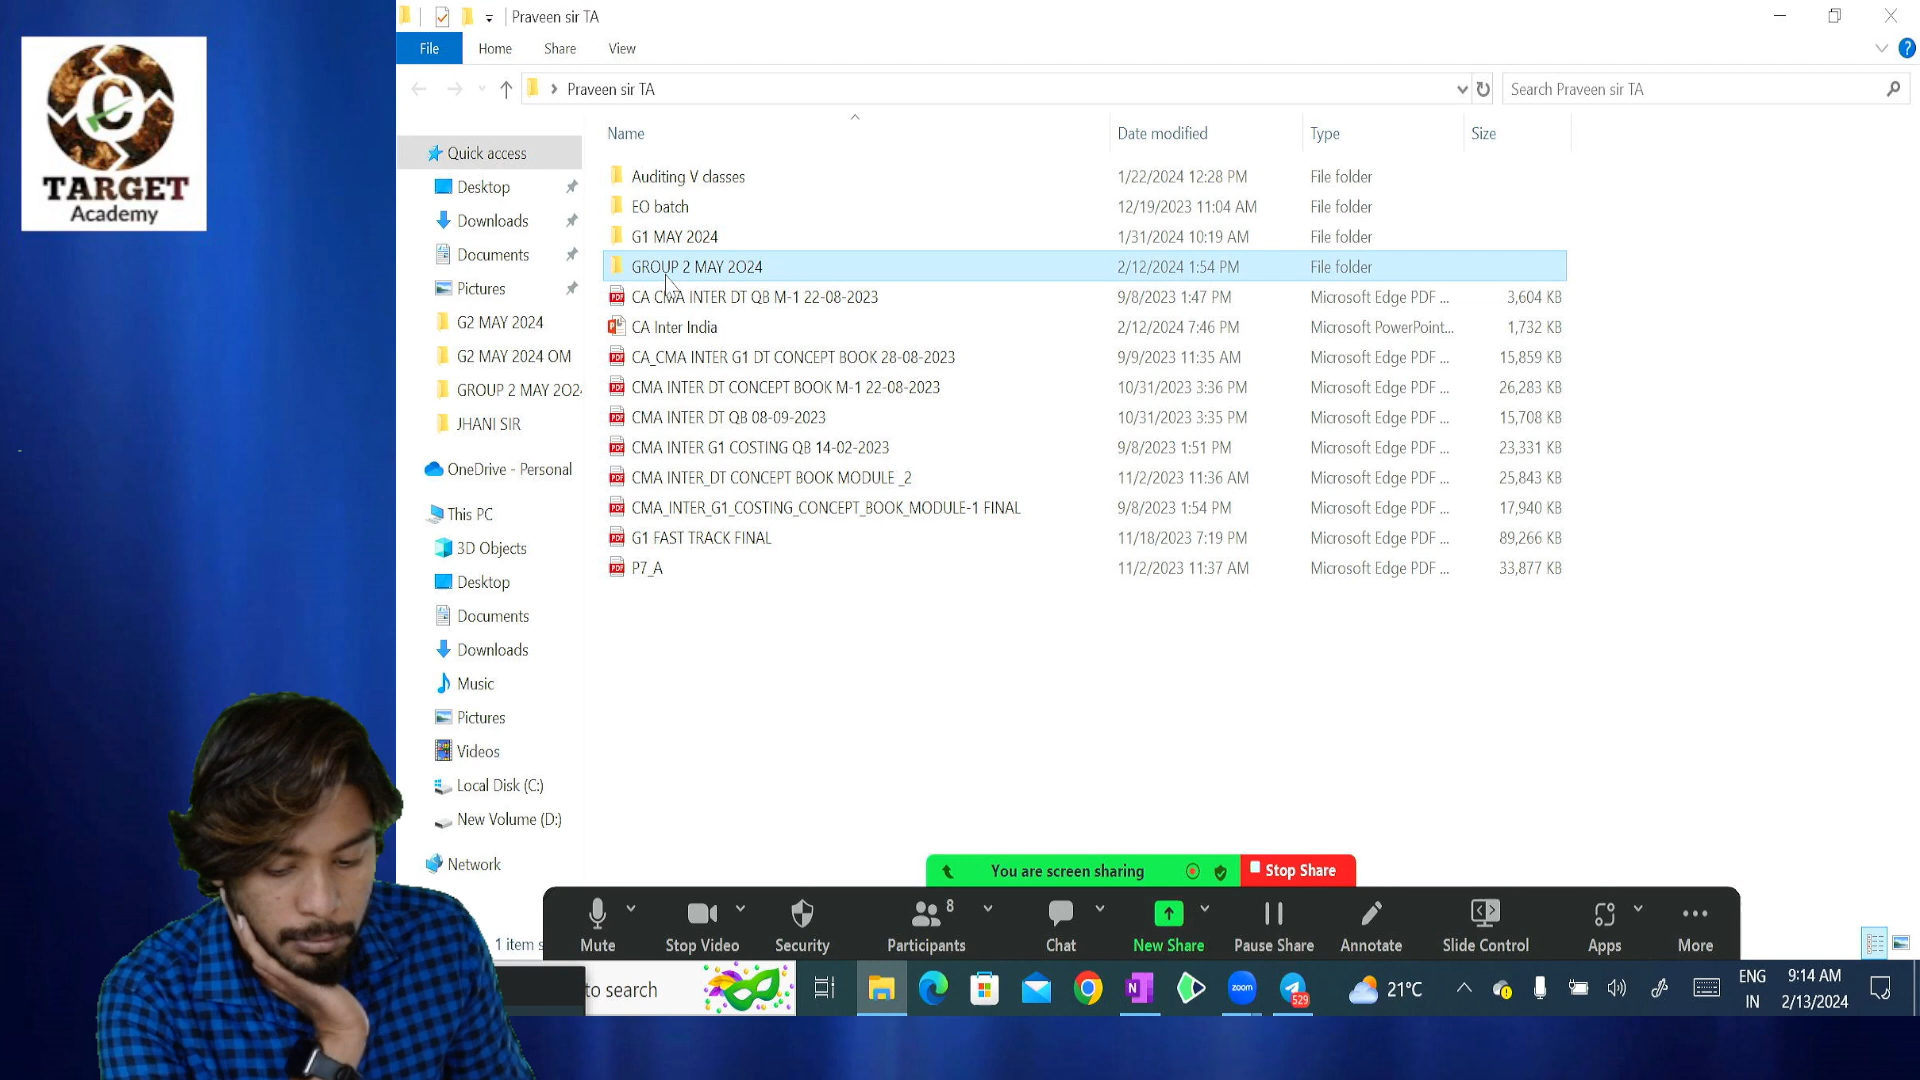 Praveen sir TA
File Home Share View
Praveen sir TA
Search Praveen sir TA
C
TARGET
Academy
Name Date modified Type Size
Quick access
Desktop
Downloads
Documents
Pictures
G2 MAY 2024
G2 MAY 2024 OM
GROUP 2 MAY 2O24
JHANI SIR
OneDrive - Personal
This PC
3D Objects
Desktop
Documents
Downloads
Music
Pictures
Videos
Local Disk (C:)
New Volume (D:)
Network
Auditing V classes 1/22/2024 12:28 PM File folder
EO batch 12/19/2023 11:04 AM File folder
G1 MAY 2024 1/31/2024 10:19 AM File folder
GROUP 2 MAY 2O24 2/12/2024 1:54 PM File folder
CA CMA INTER DT QB M-1 22-08-2023 9/8/2023 1:47 PM Microsoft Edge PDF ... 3,604 KB
CA Inter India 2/12/2024 7:46 PM Microsoft PowerPoint... 1,732 KB
CA_CMA INTER G1 DT CONCEPT BOOK 28-08-2023 9/9/2023 11:35 AM Microsoft Edge PDF ... 15,859 KB
CMA INTER DT CONCEPT BOOK M-1 22-08-2023 10/31/2023 3:36 PM Microsoft Edge PDF ... 26,283 KB
CMA INTER DT QB 08-09-2023 10/31/2023 3:35 PM Microsoft Edge PDF ... 15,708 KB
CMA INTER G1 COSTING QB 14-02-2023 9/8/2023 1:51 PM Microsoft Edge PDF ... 23,331 KB
CMA INTER_DT CONCEPT BOOK MODULE _2 11/2/2023 11:36 AM Microsoft Edge PDF ... 25,843 KB
CMA_INTER_G1_COSTING_CONCEPT_BOOK_MODULE-1 FINAL 9/8/2023 1:54 PM Microsoft Edge PDF ... 17,940 KB
G1 FAST TRACK FINAL 11/18/2023 7:19 PM Microsoft Edge PDF ... 89,266 KB
P7_A 11/2/2023 11:37 AM Microsoft Edge PDF ... 33,877 KB
You are screen sharing Stop Share
1 item s
8
Mute Stop Video Security Participants Chat New Share Pause Share Annotate Slide Control Apps More
to search
zoom
529
21°C
ENG
IN
9:14 AM
2/13/2024